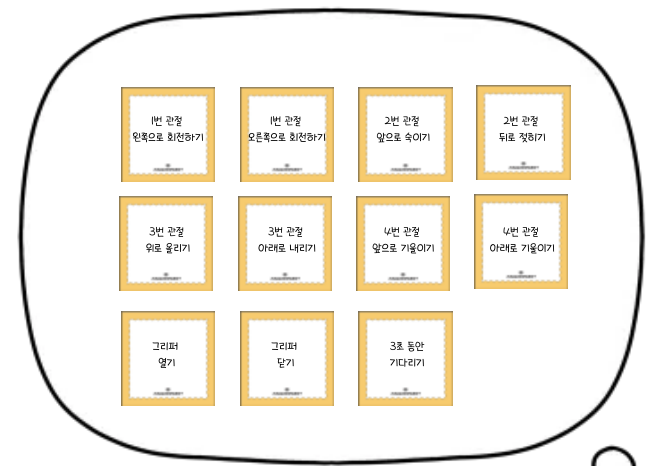 1번 관절
왼쪽으로 회전하기
1번 관절
오른쪽으로 회전하기
2번 관절
앞으로 숙이기
2번 관절
뒤로 젖히기
3번 관절
위로 올리기
3번 관절
아래로 내리기
4번 관절
앞으로 기울이기
4번 관절
아래로 기울이기
그리퍼
열기
그리퍼
닫기
3초 동안
기다리기